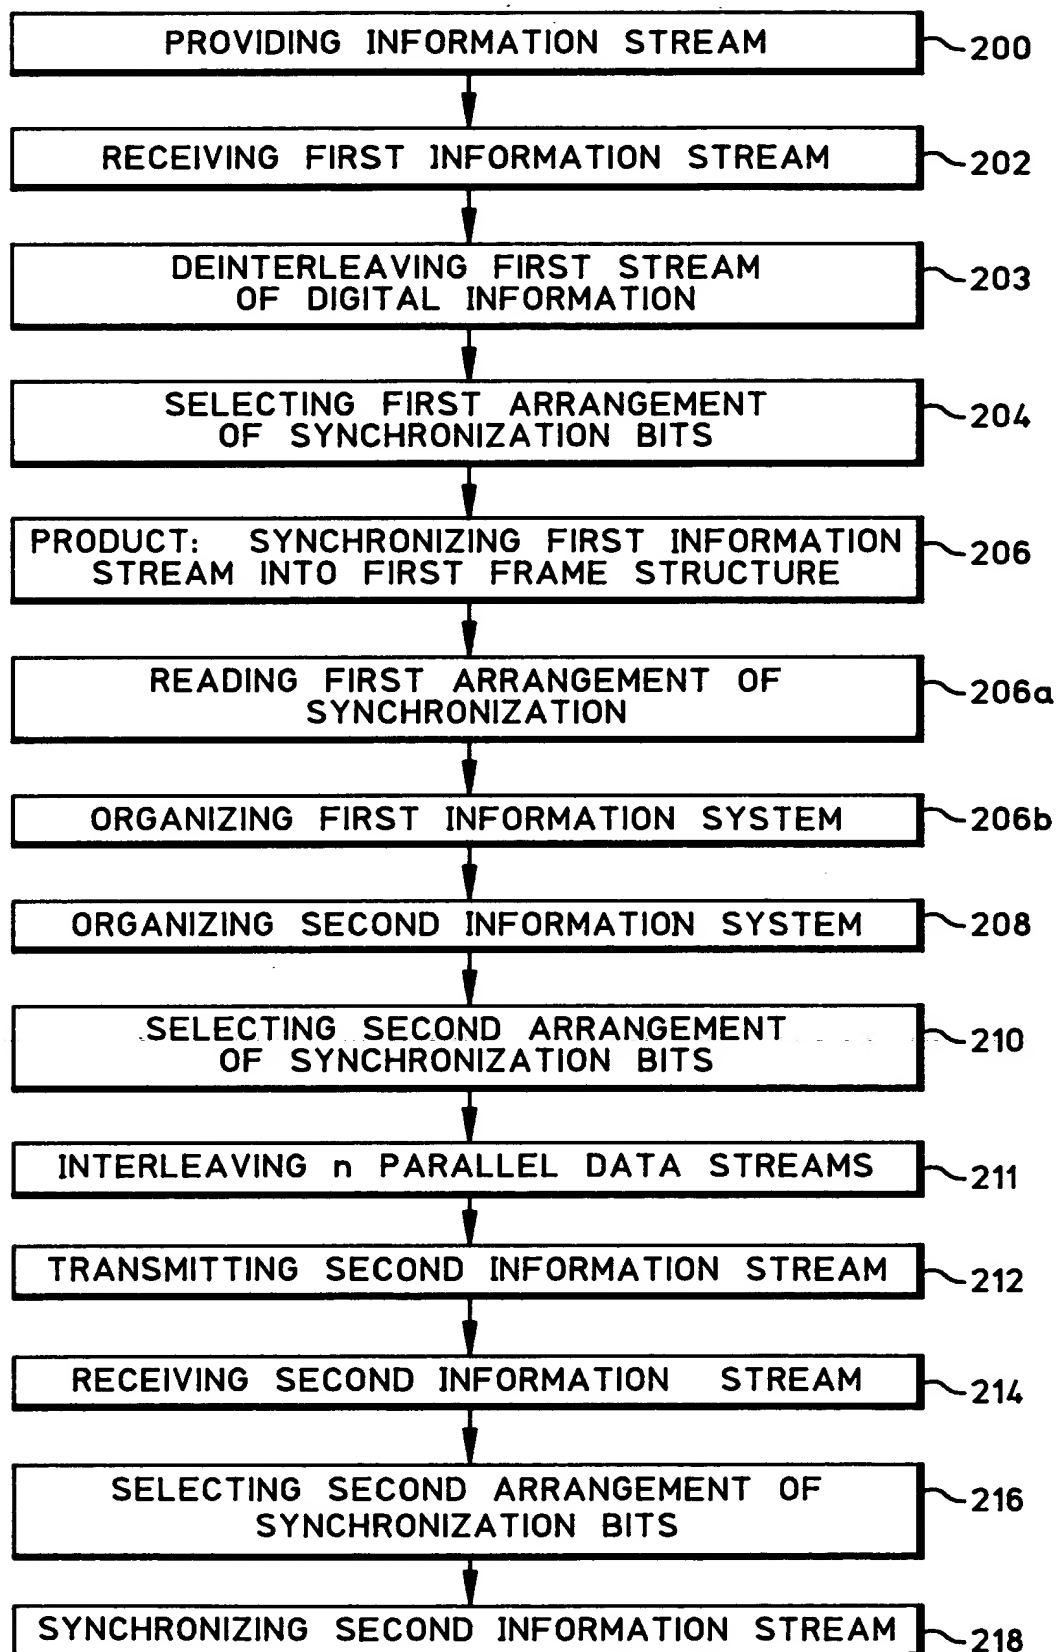 PROVIDING INFORMATION STREAM 200
RECEIVING FIRST INFORMATION STREAM 202
DEINTERLEAVING FIRST STREAM
OF DIGITAL INFORMATION 203
SELECTING FIRST ARRANGEMENT
OF SYNCHRONIZATION BITS 204
PRODUCT: SYNCHRONIZING FIRST INFORMATION
STREAM INTO FIRST FRAME STRUCTURE 206
READING FIRST ARRANGEMENT OF
SYNCHRONIZATION 206a
ORGANIZING FIRST INFORMATION SYSTEM 206b
ORGANIZING SECOND INFORMATION SYSTEM 208
SELECTING SECOND ARRANGEMENT
OF SYNCHRONIZATION BITS 210
INTERLEAVING n PARALLEL DATA STREAMS 211
TRANSMITTING SECOND INFORMATION STREAM 212
RECEIVING SECOND INFORMATION STREAM 214
SELECTING SECOND ARRANGEMENT OF
SYNCHRONIZATION BITS 216
SYNCHRONIZING SECOND INFORMATION STREAM 218